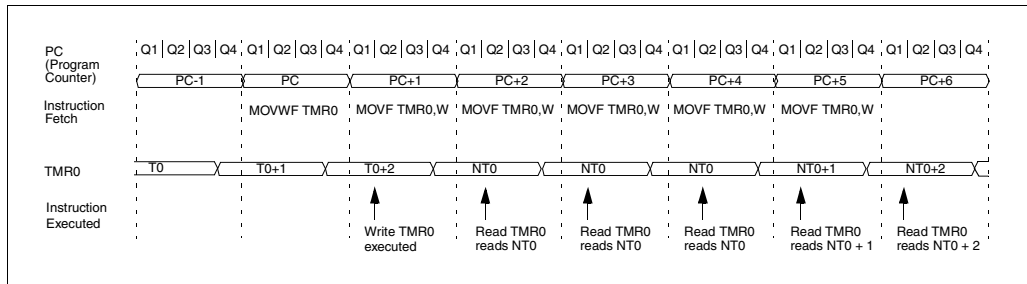 PC
(Program
Counter)
Q1 Q2 Q3 Q4 Q1 Q2 Q3 Q4 Q1 Q2 Q3 Q4 Q1 Q2 Q3 Q4 Q1 Q2 Q3 Q4 Q1 Q2 Q3 Q4 Q1 Q2 Q3 Q4 Q1 Q2 Q3 Q4
PC-1 PC PC+1 PC+2 PC+3 PC+4 PC+5 PC+6
Instruction
Fetch
MOVWF TMR0 MOVF TMR0,W MOVF TMR0,W MOVF TMR0,W MOVF TMR0,W MOVF TMR0,W
TMR0
T0 T0+1 T0+2 NT0 NT0 NT0 NT0+1 NT0+2
Instruction
Executed
Write TMR0
executed
Read TMR0
reads NT0
Read TMR0
reads NT0
Read TMR0
reads NT0
Read TMR0
reads NT0 + 1
Read TMR0
reads NT0 + 2